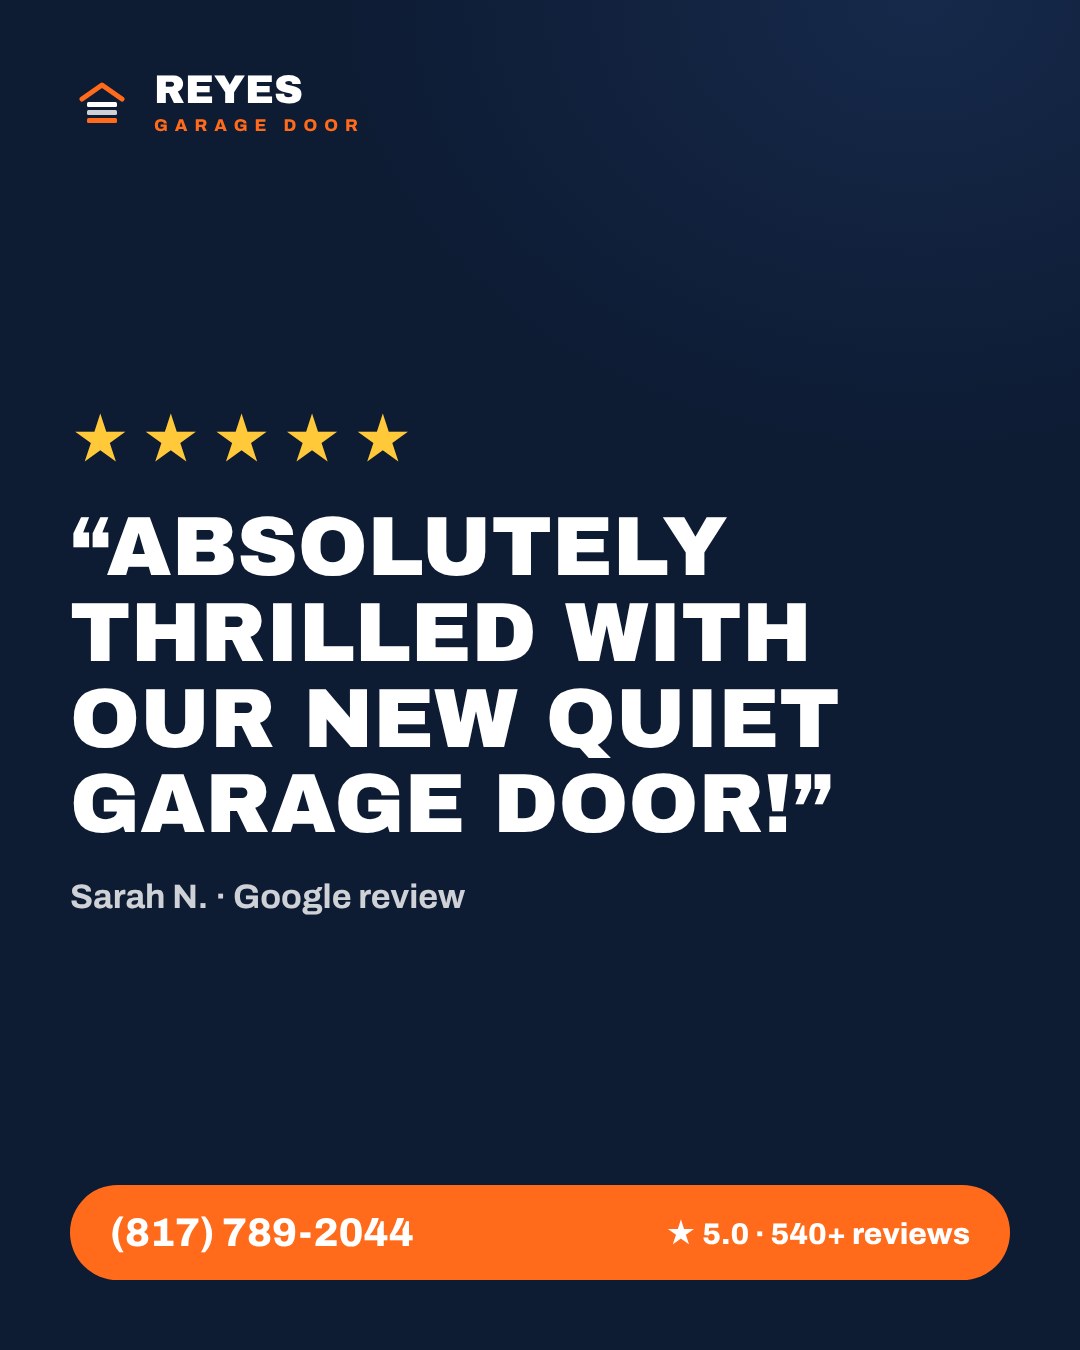 REYES
GARAGE DOOR
★ ★ ★ ★ ★
“ABSOLUTELY
THRILLED WITH
OUR NEW QUIET
GARAGE DOOR!”
Sarah N. · Google review
(817) 789-2044
★ 5.0 · 540+ reviews